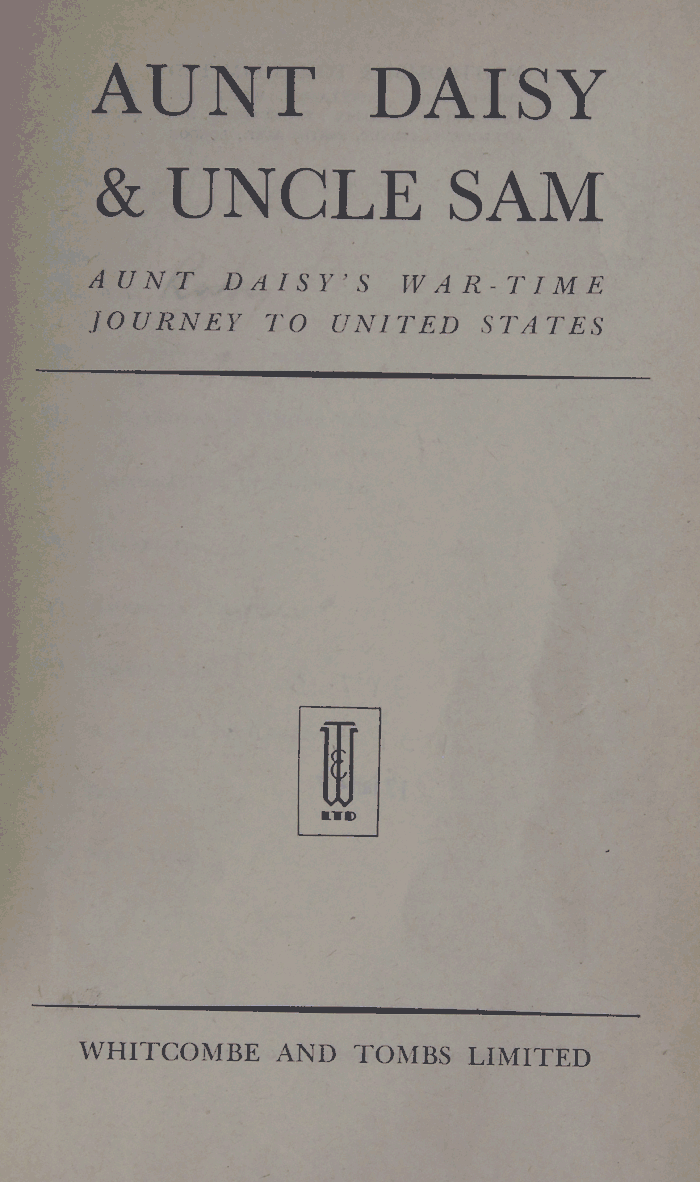 AUNT DAISY
& UNCLE SAM
AUNT DAISY'S WAR-TIME
JOURNEY TO UNITED STATES
W&T
LTD
WHITCOMBE AND TOMBS LIMITED